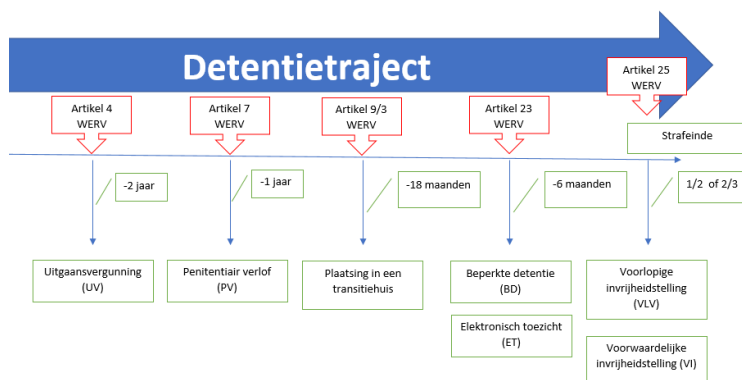 Detentietraject
Artikel 4
WERV
Artikel 7
WERV
Artikel 9/3
WERV
Artikel 23
WERV
Artikel 25
WERV
Strafeinde
-2 jaar
-1 jaar
-18 maanden
-6 maanden
1/2 of 2/3
Uitgaansvergunning
(UV)
Penitentiair verlof
(PV)
Plaatsing in een
transitiehuis
Beperkte detentie
(BD)
Elektronisch toezicht
(ET)
Voorlopige
invrijheidstelling
(VLV)
Voorwaardelijke
invrijheidstelling (VI)